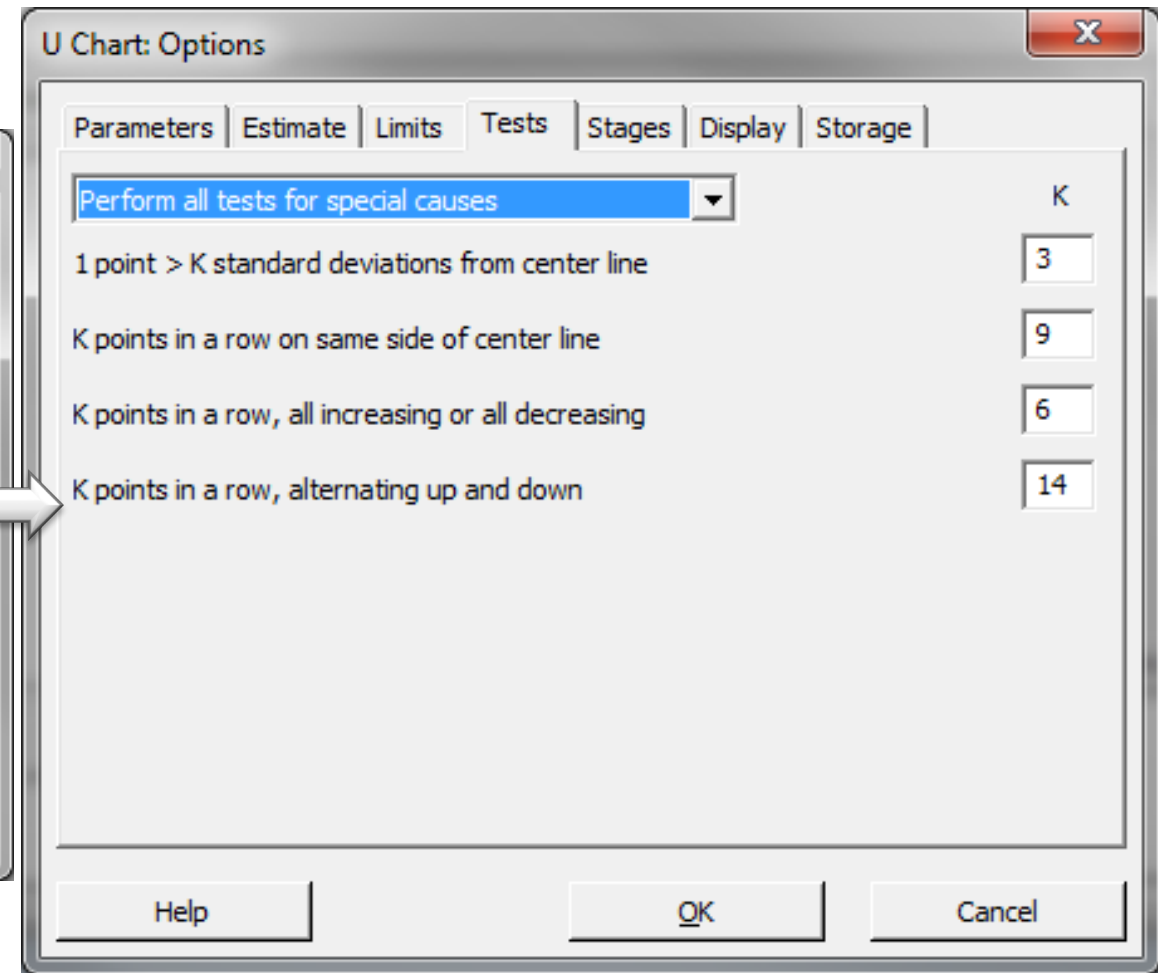 U Chart: Options
Parameters Estimate Limits Tests Stages Display Storage
Perform all tests for special causes K
1 point > K standard deviations from center line 3
K points in a row on same side of center line 9
K points in a row, all increasing or all decreasing 6
K points in a row, alternating up and down 14
Help OK Cancel